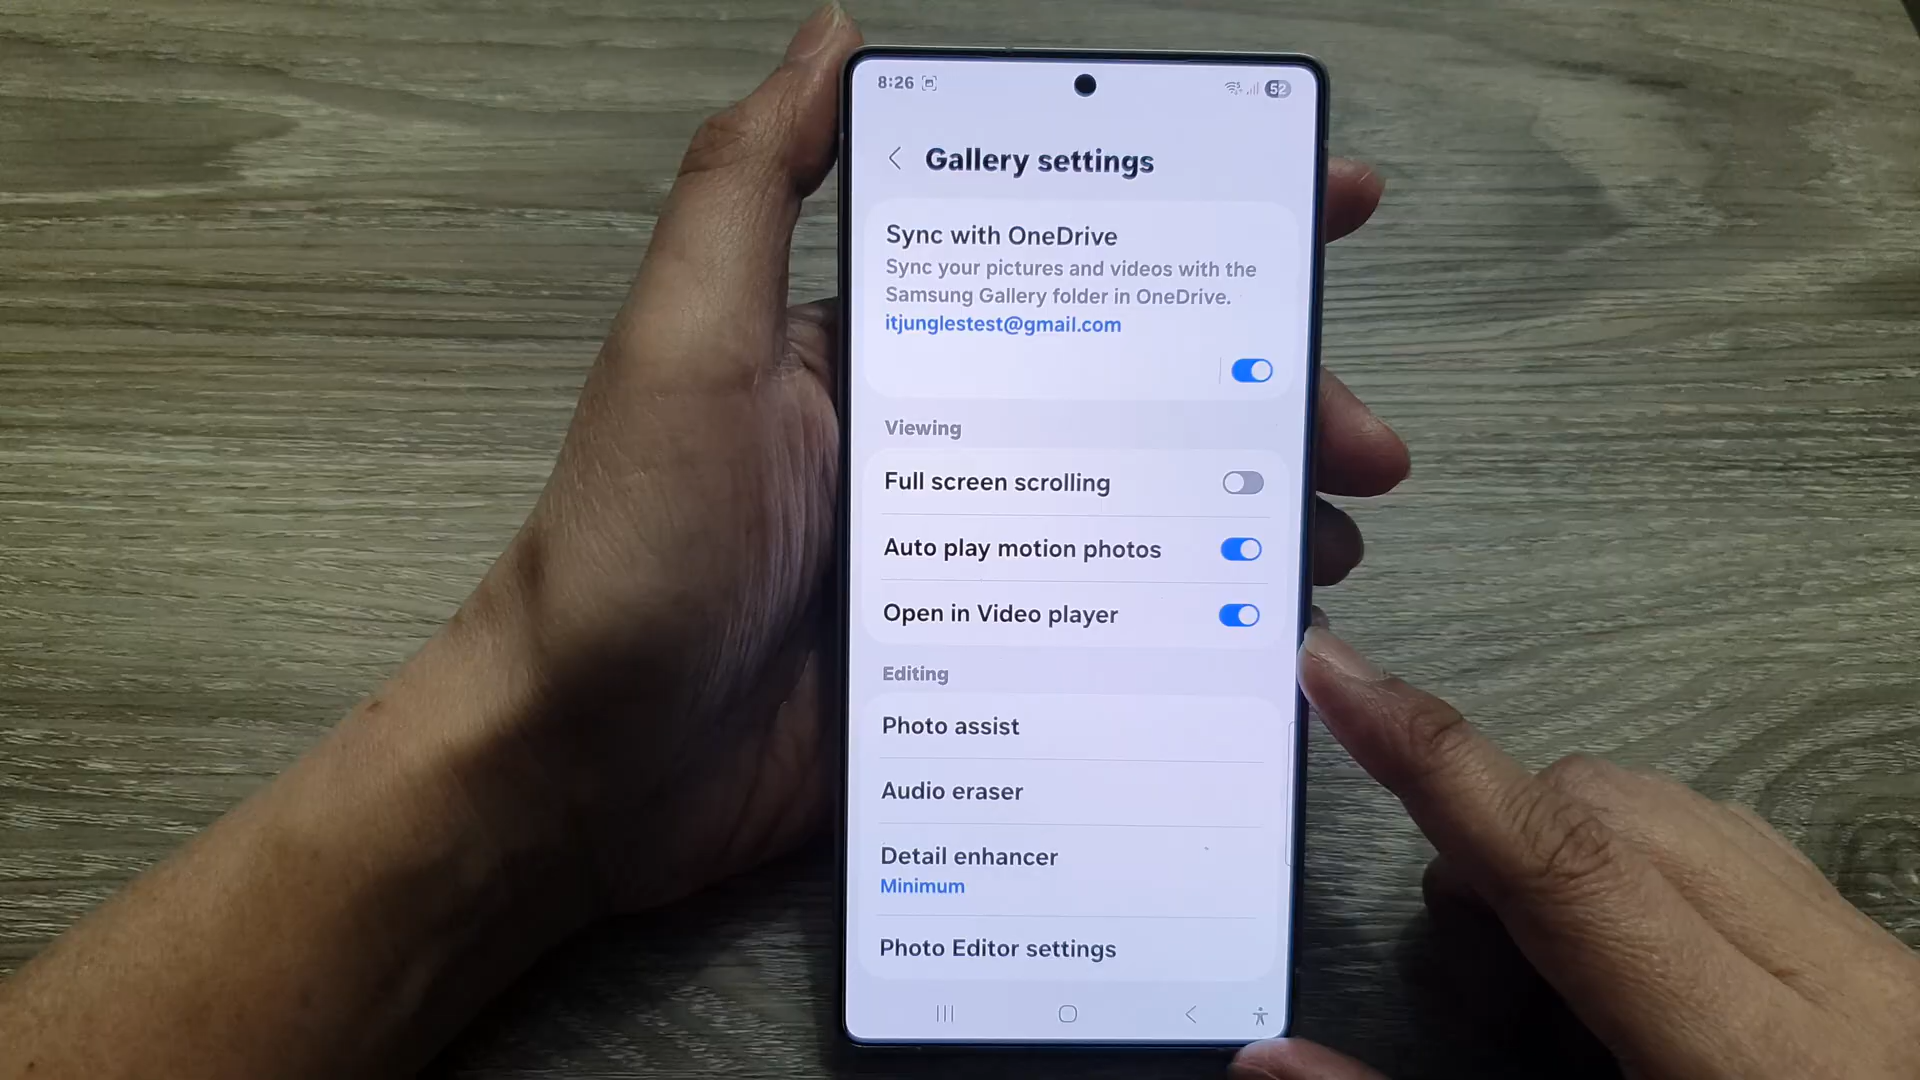 8:26
52
Gallery settings
Sync with OneDrive
Sync your pictures and videos with the
Samsung Gallery folder in OneDrive.
itjunglestest@gmail.com
Viewing
Full screen scrolling
Auto play motion photos
Open in Video player
Editing
Photo assist
Audio eraser
Detail enhancer
Minimum
Photo Editor settings